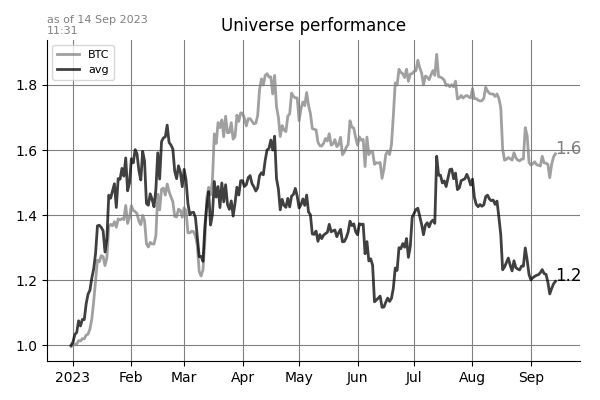 as of 14 Sep 2023
11:31
Universe performance
BTC
avg
1.8
1.6
1.4
1.2
1.0
1.6
1.2
2023 Feb Mar Apr May Jun Jul Aug Sep